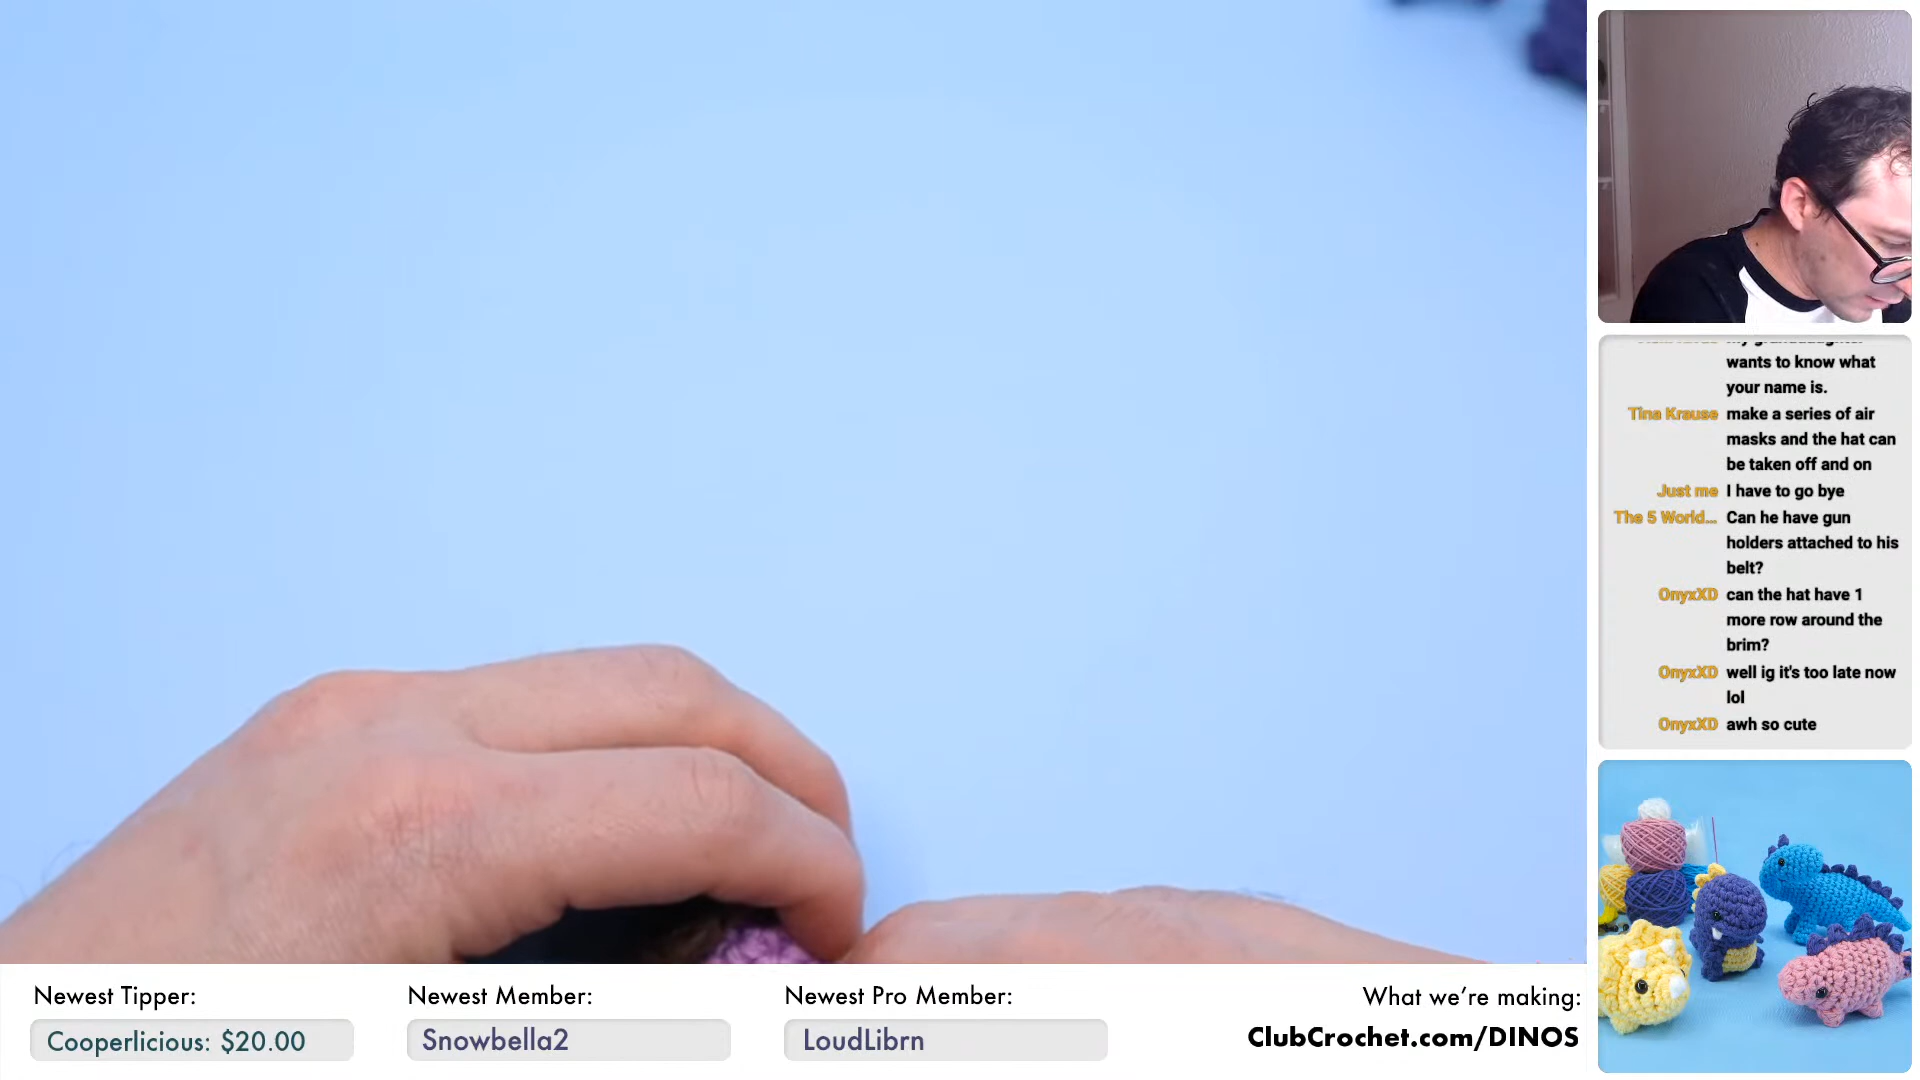 wants to know what
your name is.
Tina Krause make a series of air
masks and the hat can
be taken off and on
Just me I have to go bye
The 5 World... Can he have gun
holders attached to his
belt?
OnyxXD can the hat have 1
more row around the
brim?
OnyxXD well ig it's too late now
lol
OnyxXD awh so cute
Newest Tipper:
Cooperlicious: $20.00
Newest Member:
Snowbella2
Newest Pro Member:
LoudLibrn
What we're making:
ClubCrochet.com/DINOS